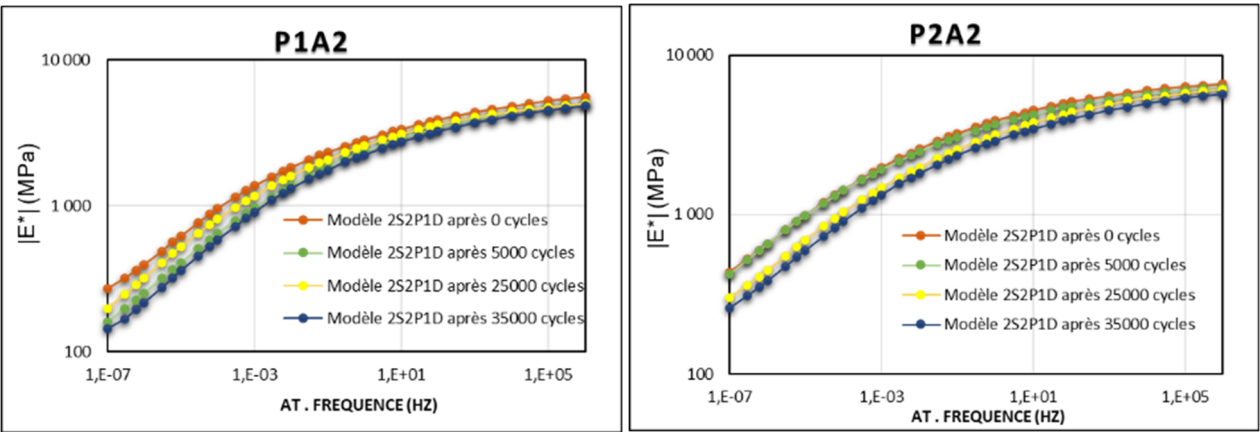 P1A2
10 000
1 000
100
|E*| (MPa)
Modèle 2S2P1D après 0 cycles
Modèle 2S2P1D après 5000 cycles
Modèle 2S2P1D après 25000 cycles
Modèle 2S2P1D après 35000 cycles
1,E-07 1,E-03 1,E+01 1,E+05
AT . FREQUENCE (HZ)
P2A2
10 000
1 000
100
|E*| (MPa)
Modèle 2S2P1D après 0 cycles
Modèle 2S2P1D après 5000 cycles
Modèle 2S2P1D après 25000 cycles
Modèle 2S2P1D après 35000 cycles
1,E-07 1,E-03 1,E+01 1,E+05
AT . FREQUENCE (HZ)